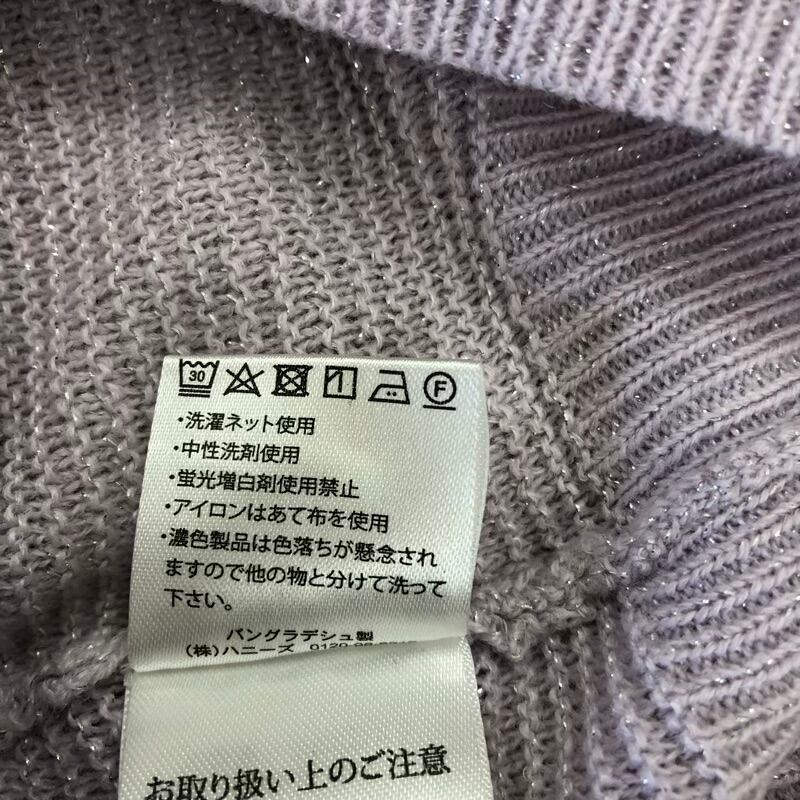 30 F
・洗濯ネット使用
・中性洗剤使用
・蛍光増白剤使用禁止
・アイロンはあて布を使用
・濃色製品は色落ちが懸念され
ますので他の物と分けて洗って
下さい。
バングラデシュ製
(株)ハニーズ 0120-
お取り扱い上のご注意